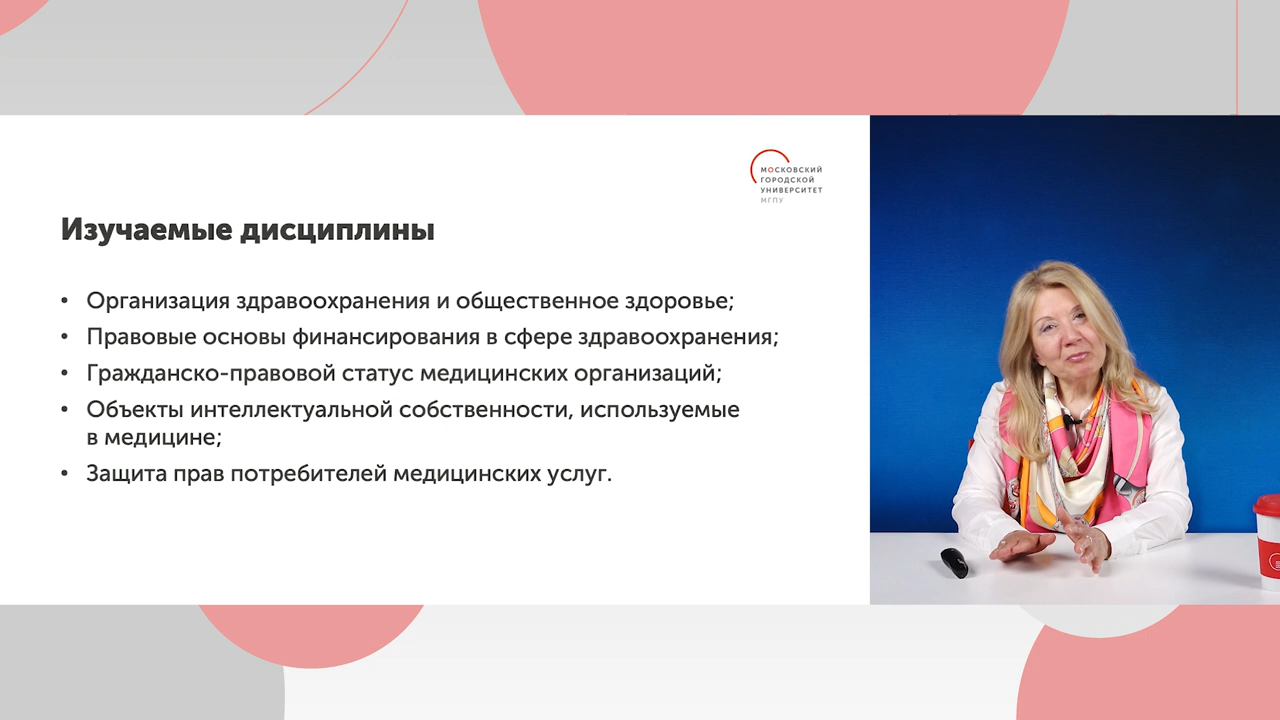 МОСКОВСКИЙ
ГОРОДСКОЙ
УНИВЕРСИТЕТ
МГПУ
Изучаемые дисциплины
• Организация здравоохранения и общественное здоровье;
• Правовые основы финансирования в сфере здравоохранения;
• Гражданско-правовой статус медицинских организаций;
• Объекты интеллектуальной собственности, используемые
в медицине;
• Защита прав потребителей медицинских услуг.